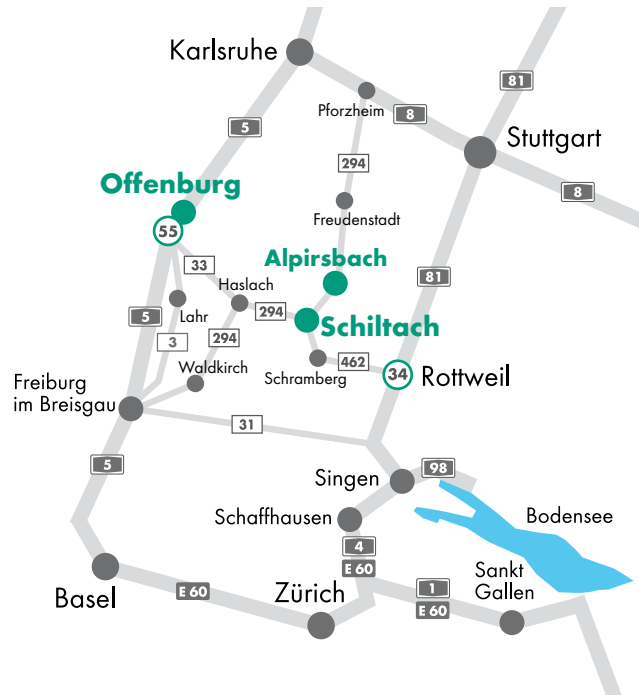 Karlsruhe
81
Pforzheim
8
5
Stuttgart
294
Offenburg
8
Freudenstadt
55
33
Alpirsbach
81
Haslach
Lahr
294
Schiltach
5
3
294
Waldkirch
Schramberg
462
34
Rottweil
Freiburg
im Breisgau
31
5
Singen
98
Schaffhausen
Bodensee
4
E 60
Basel
E 60
Zürich
1
E 60
Sankt
Gallen